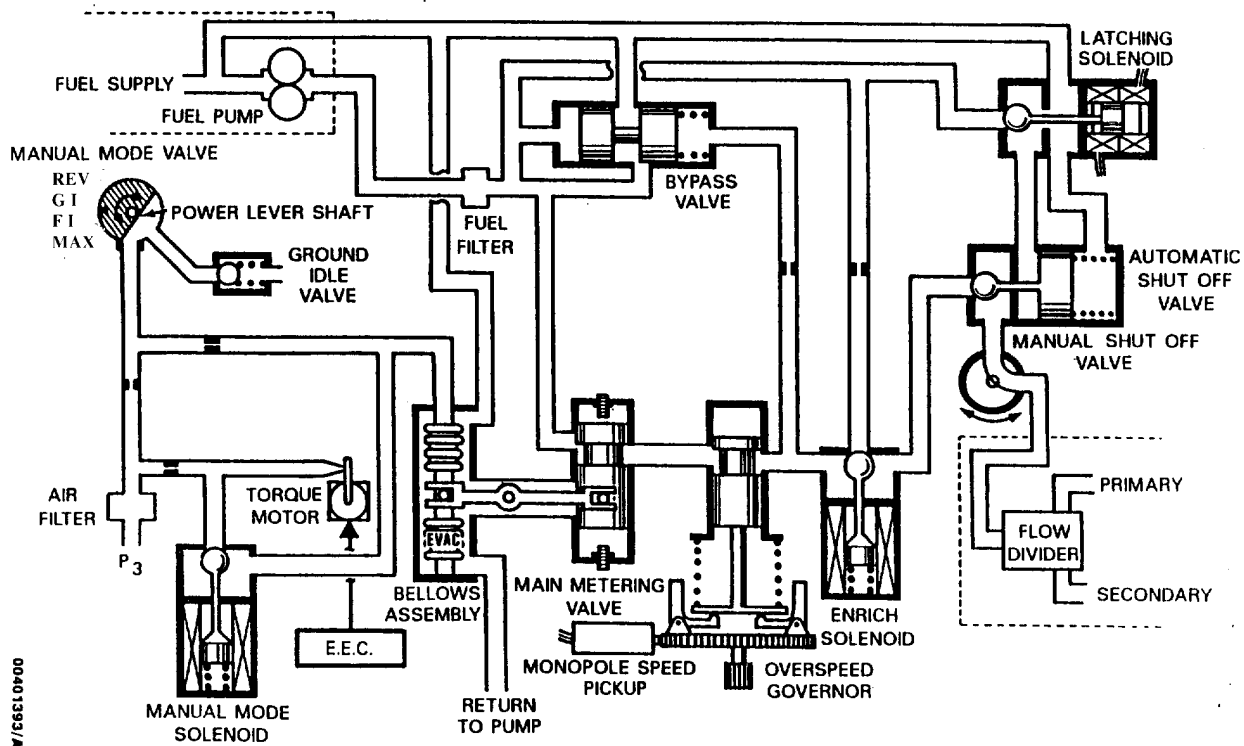 LATCHING
SOLENOID
FUEL SUPPLY
FUEL PUMP
MANUAL MODE VALVE
REV
G I
F I
MAX
POWER LEVER SHAFT
BYPASS
VALVE
FUEL
FILTER
GROUND
IDLE
VALVE
AUTOMATIC
SHUT OFF
VALVE
MANUAL SHUT OFF
VALVE
AIR
FILTER
P3
TORQUE
MOTOR
EVAC
BELLOWS
ASSEMBLY
MAIN METERING
VALVE
ENRICH
SOLENOID
PRIMARY
FLOW
DIVIDER
SECONDARY
E.E.C.
MONOPOLE SPEED
PICKUP
OVERSPEED
GOVERNOR
MANUAL MODE
SOLENOID
RETURN
TO PUMP
00401393/A